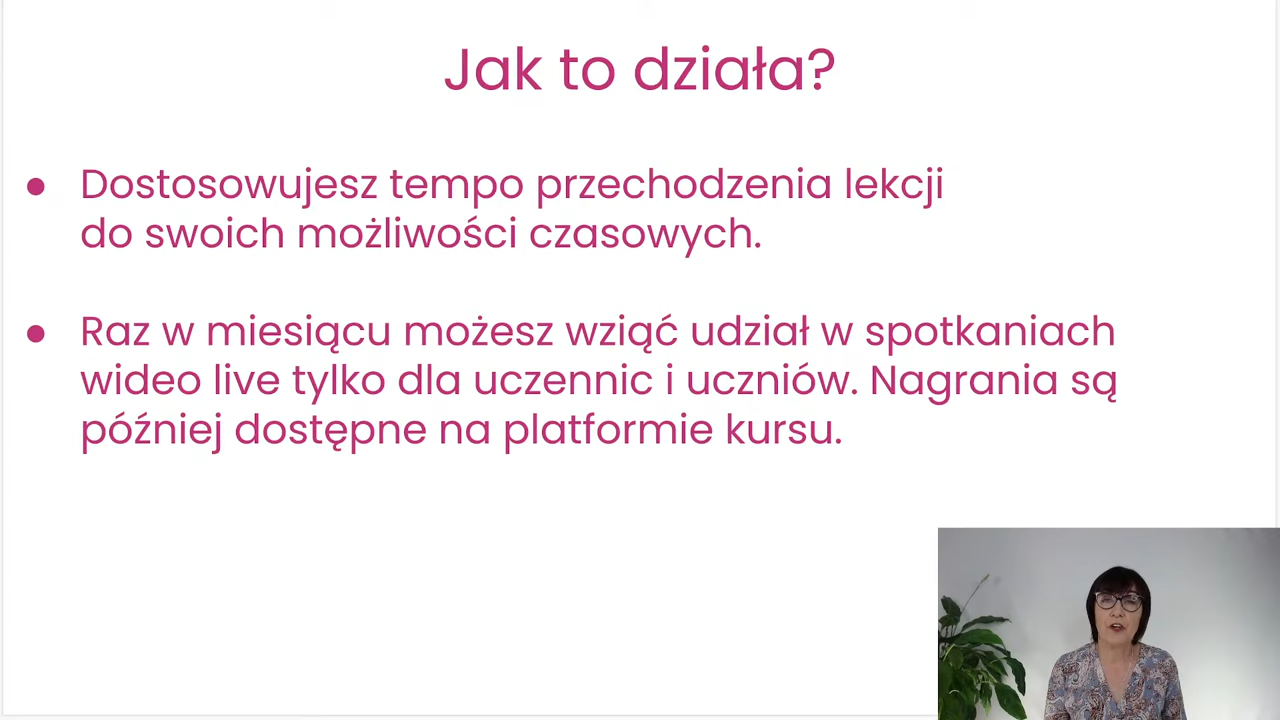 Jak to działa?
● Dostosowujesz tempo przechodzenia lekcji
do swoich możliwości czasowych.
● Raz w miesiącu możesz wziąć udział w spotkaniach
wideo live tylko dla uczennic i uczniów. Nagrania są
później dostępne na platformie kursu.